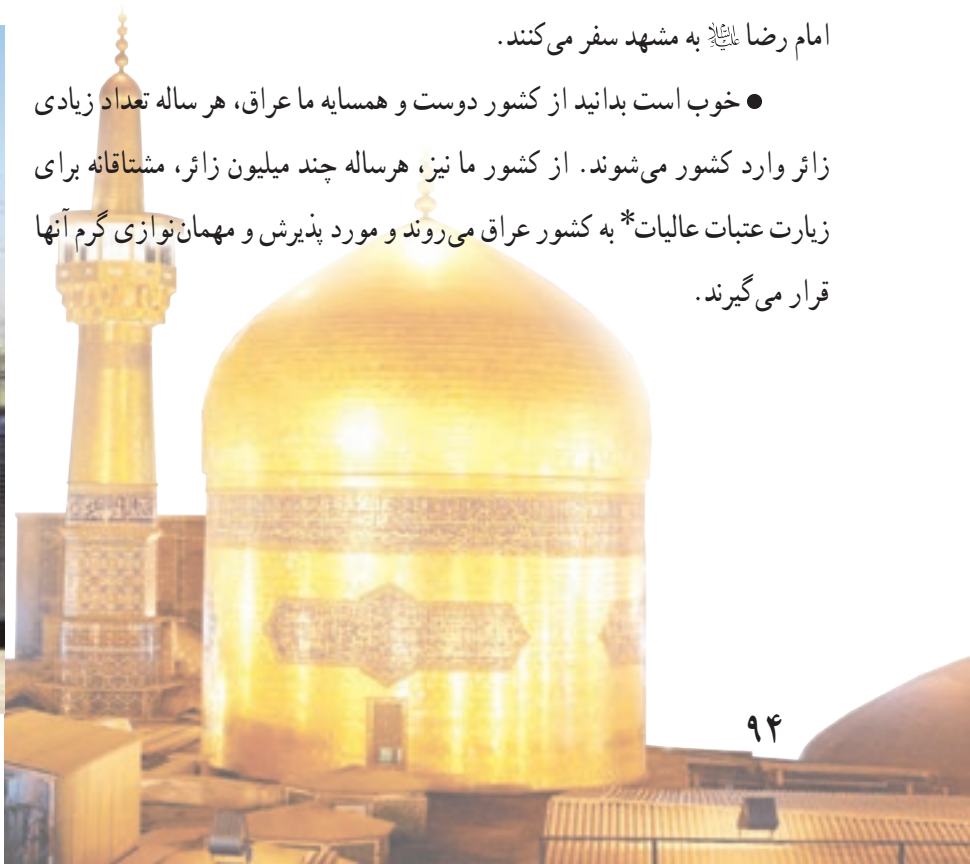 امام رضا علیه‌السلام به مشهد سفر می‌کنند.
● خوب است بدانید از کشور دوست و همسایه ما عراق، هر ساله تعداد زیادی
زائر وارد کشور می‌شوند. از کشور ما نیز، هرساله چند میلیون زائر، مشتاقانه برای
زیارت عتبات عالیات* به کشور عراق می‌روند و مورد پذیرش و مهمان‌نوازی گرم آنها
قرار می‌گیرند.
۹۴